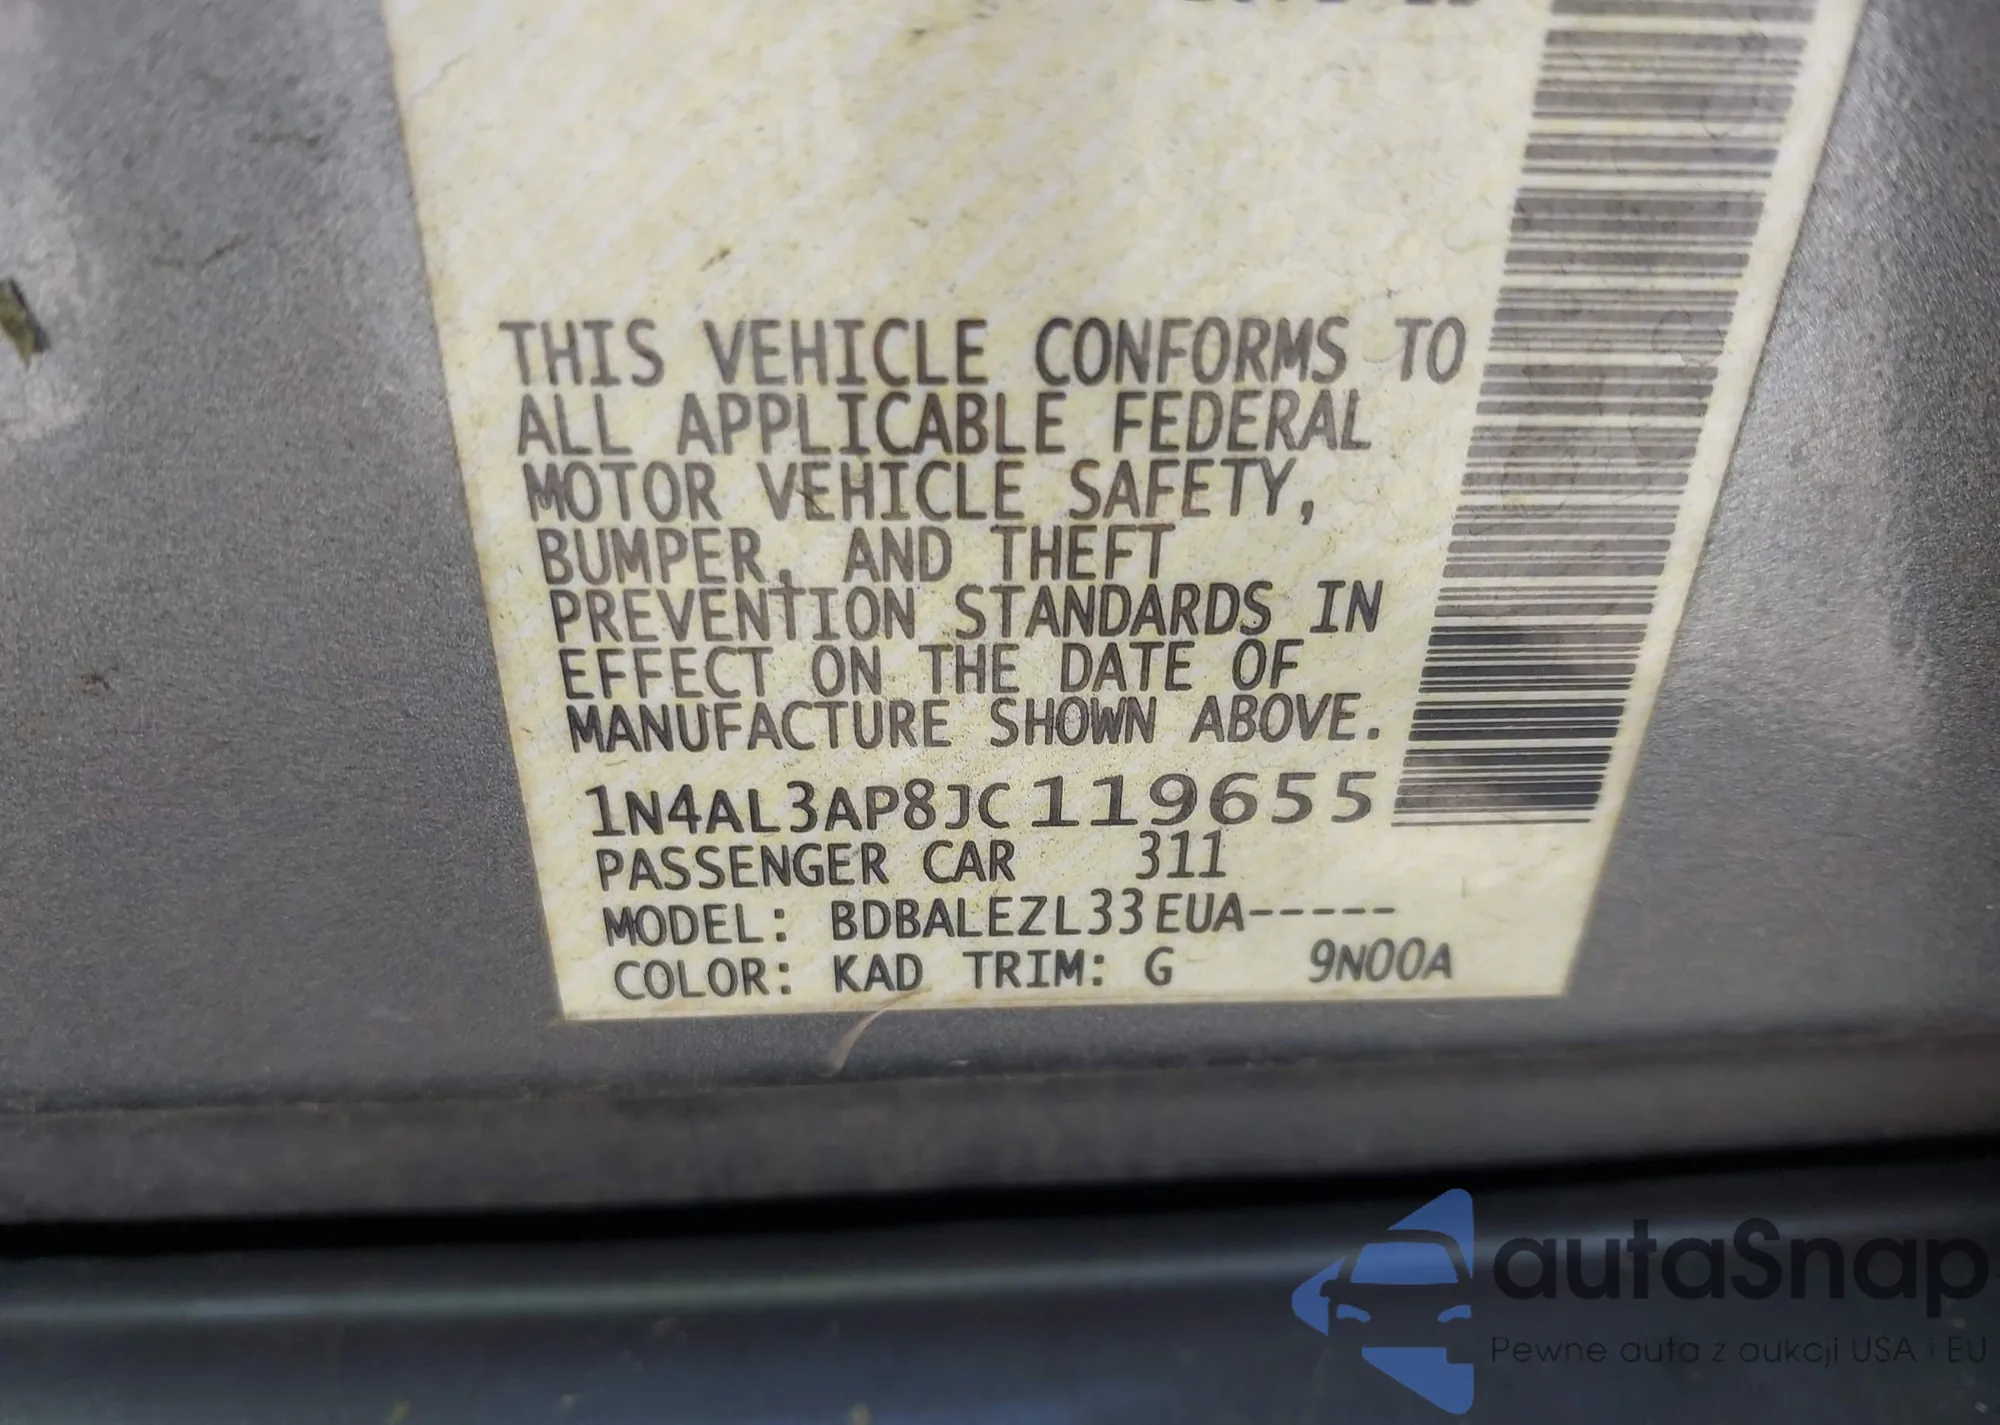 THIS VEHICLE CONFORMS TO
ALL APPLICABLE FEDERAL
MOTOR VEHICLE SAFETY,
BUMPER, AND THEFT
PREVENTION STANDARDS IN
EFFECT ON THE DATE OF
MANUFACTURE SHOWN ABOVE.
1N4AL3AP8JC119655
PASSENGER CAR 311
MODEL: BDBALEZL33EUA-----
COLOR: KAD TRIM: G 9N00A
autaSnap
Pewne auta z aukcji USA i EU